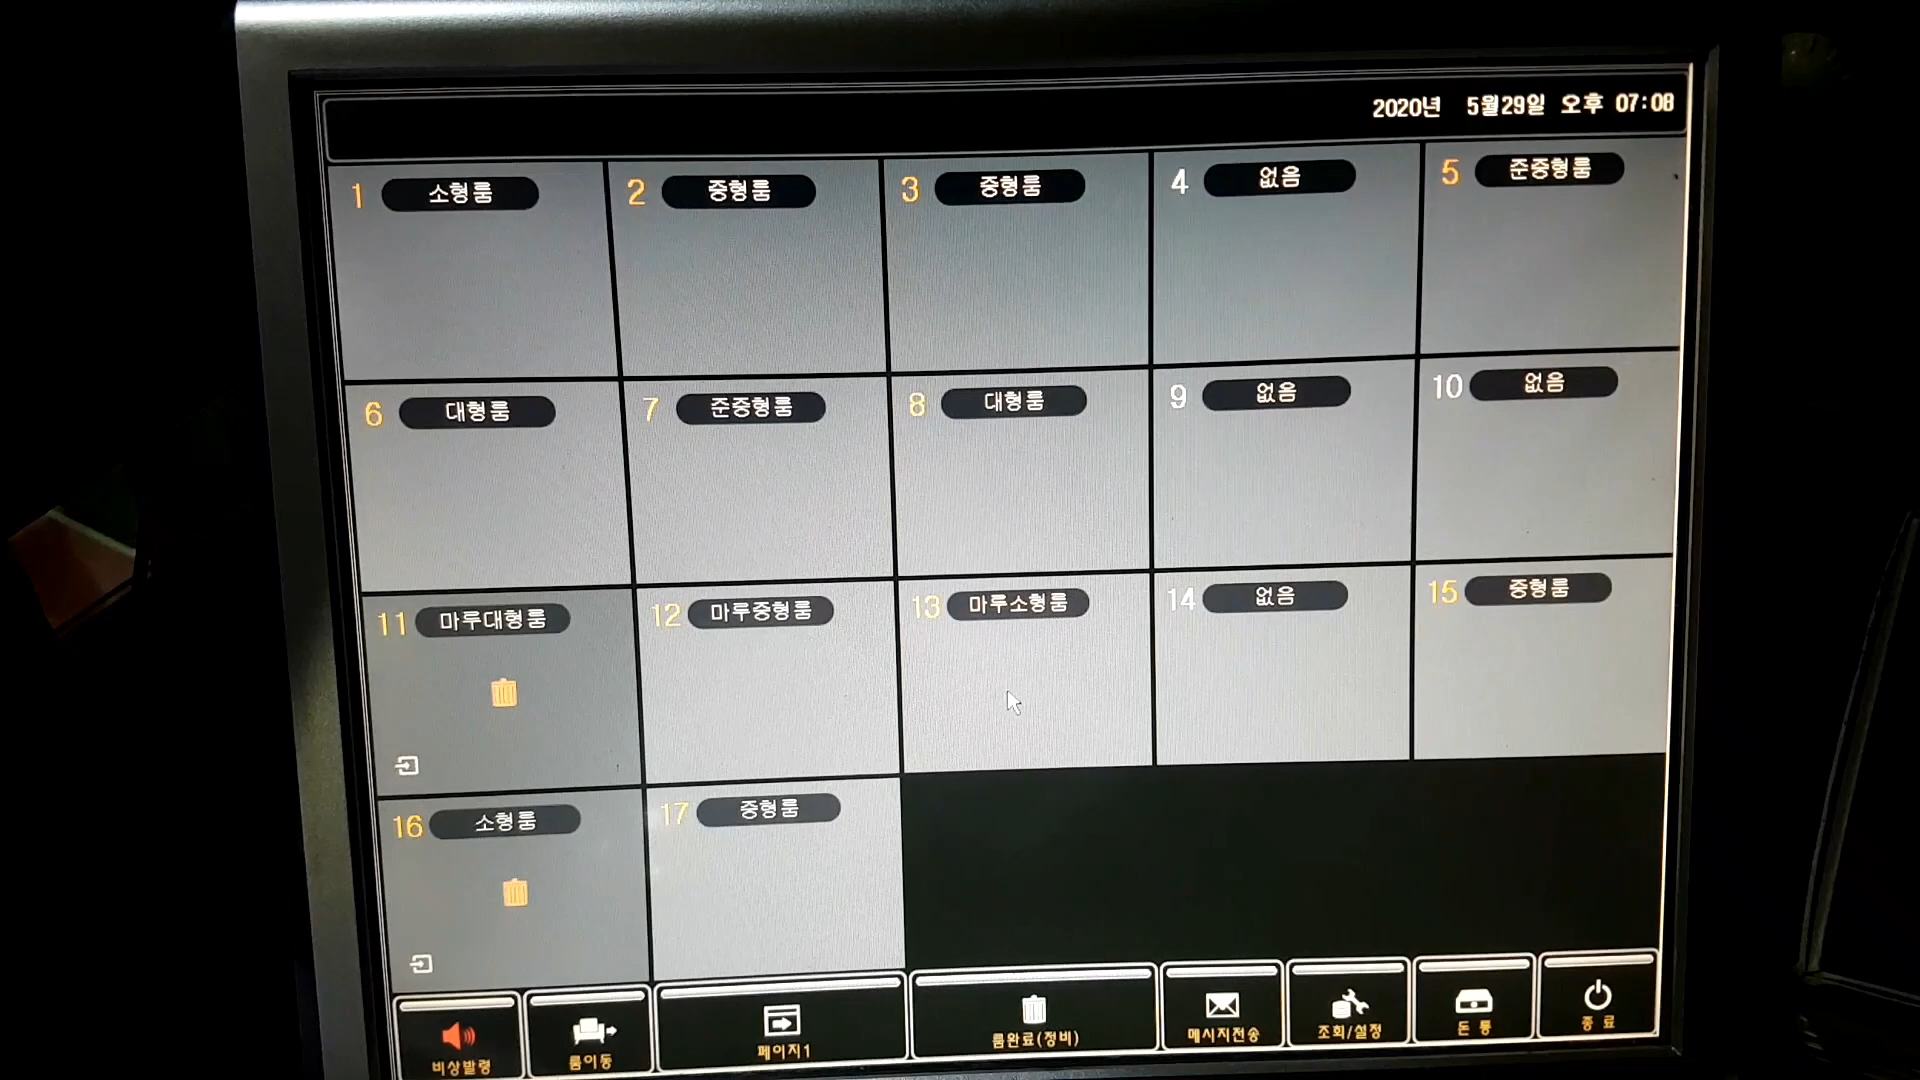 2020년 5월29일 오후 07:08
1 소형룸
2 중형룸
3 중형룸
4 없음
5 준중형룸
6 대형룸
7 준중형룸
8 대형룸
9 없음
10 없음
11 마루대형룸
12 마루중형룸
13 마루소형룸
14 없음
15 중형룸
16 소형룸
17 중형룸
비상발령
룸이동
페이지1
룸완료(정비)
메시지전송
조회/설정
돈 통
종 료